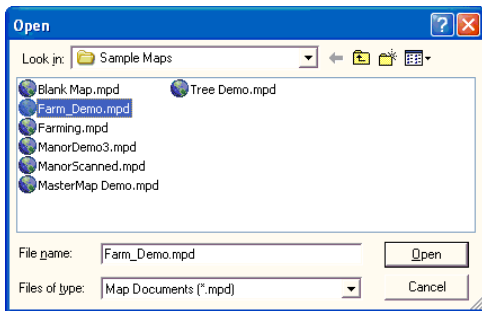 Open
Look in: Sample Maps
Blank Map.mpd Tree Demo.mpd
Farm_Demo.mpd
Farming.mpd
ManorDemo3.mpd
ManorScanned.mpd
MasterMap Demo.mpd
File name: Farm_Demo.mpd Open
Files of type: Map Documents (*.mpd) Cancel